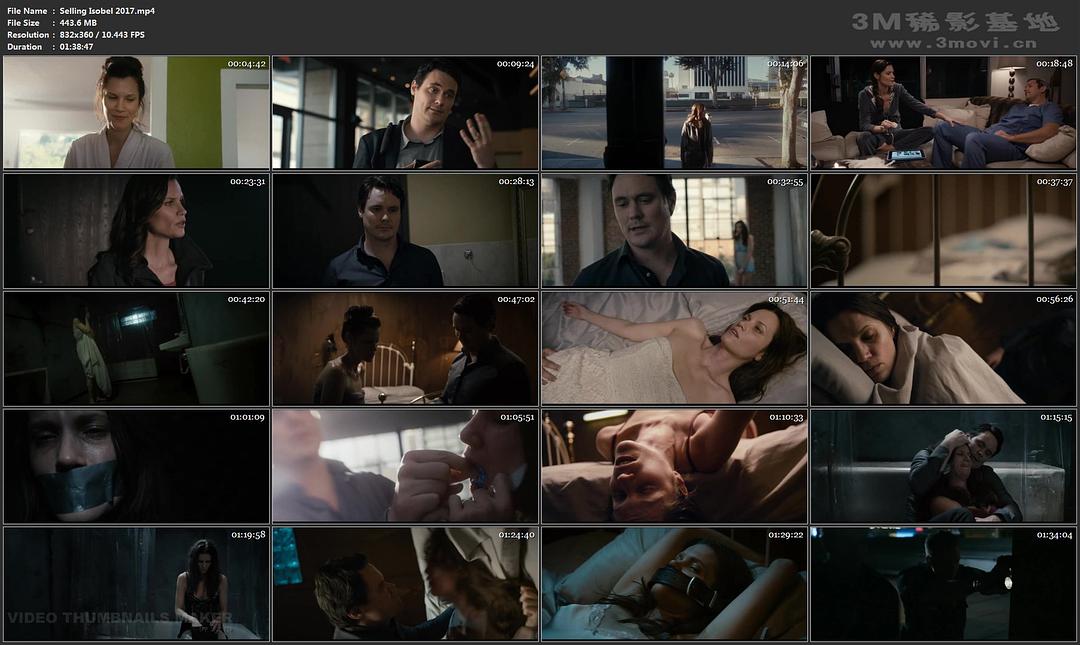 File Name : Selling Isobel 2017.mp4
File Size : 443.6 MB
Resolution : 832x360 / 10.443 FPS
Duration : 01:38:47
3M稀影基地
www.3movi.cn
00:04:42
00:09:24
00:14:06
00:18:48
00:23:31
00:28:13
00:32:55
00:37:37
00:42:20
00:47:02
00:51:44
00:56:26
01:01:09
01:05:51
01:10:33
01:15:15
01:19:58
01:24:40
01:29:22
01:34:04
VIDEO THUMBNAILS MAKER